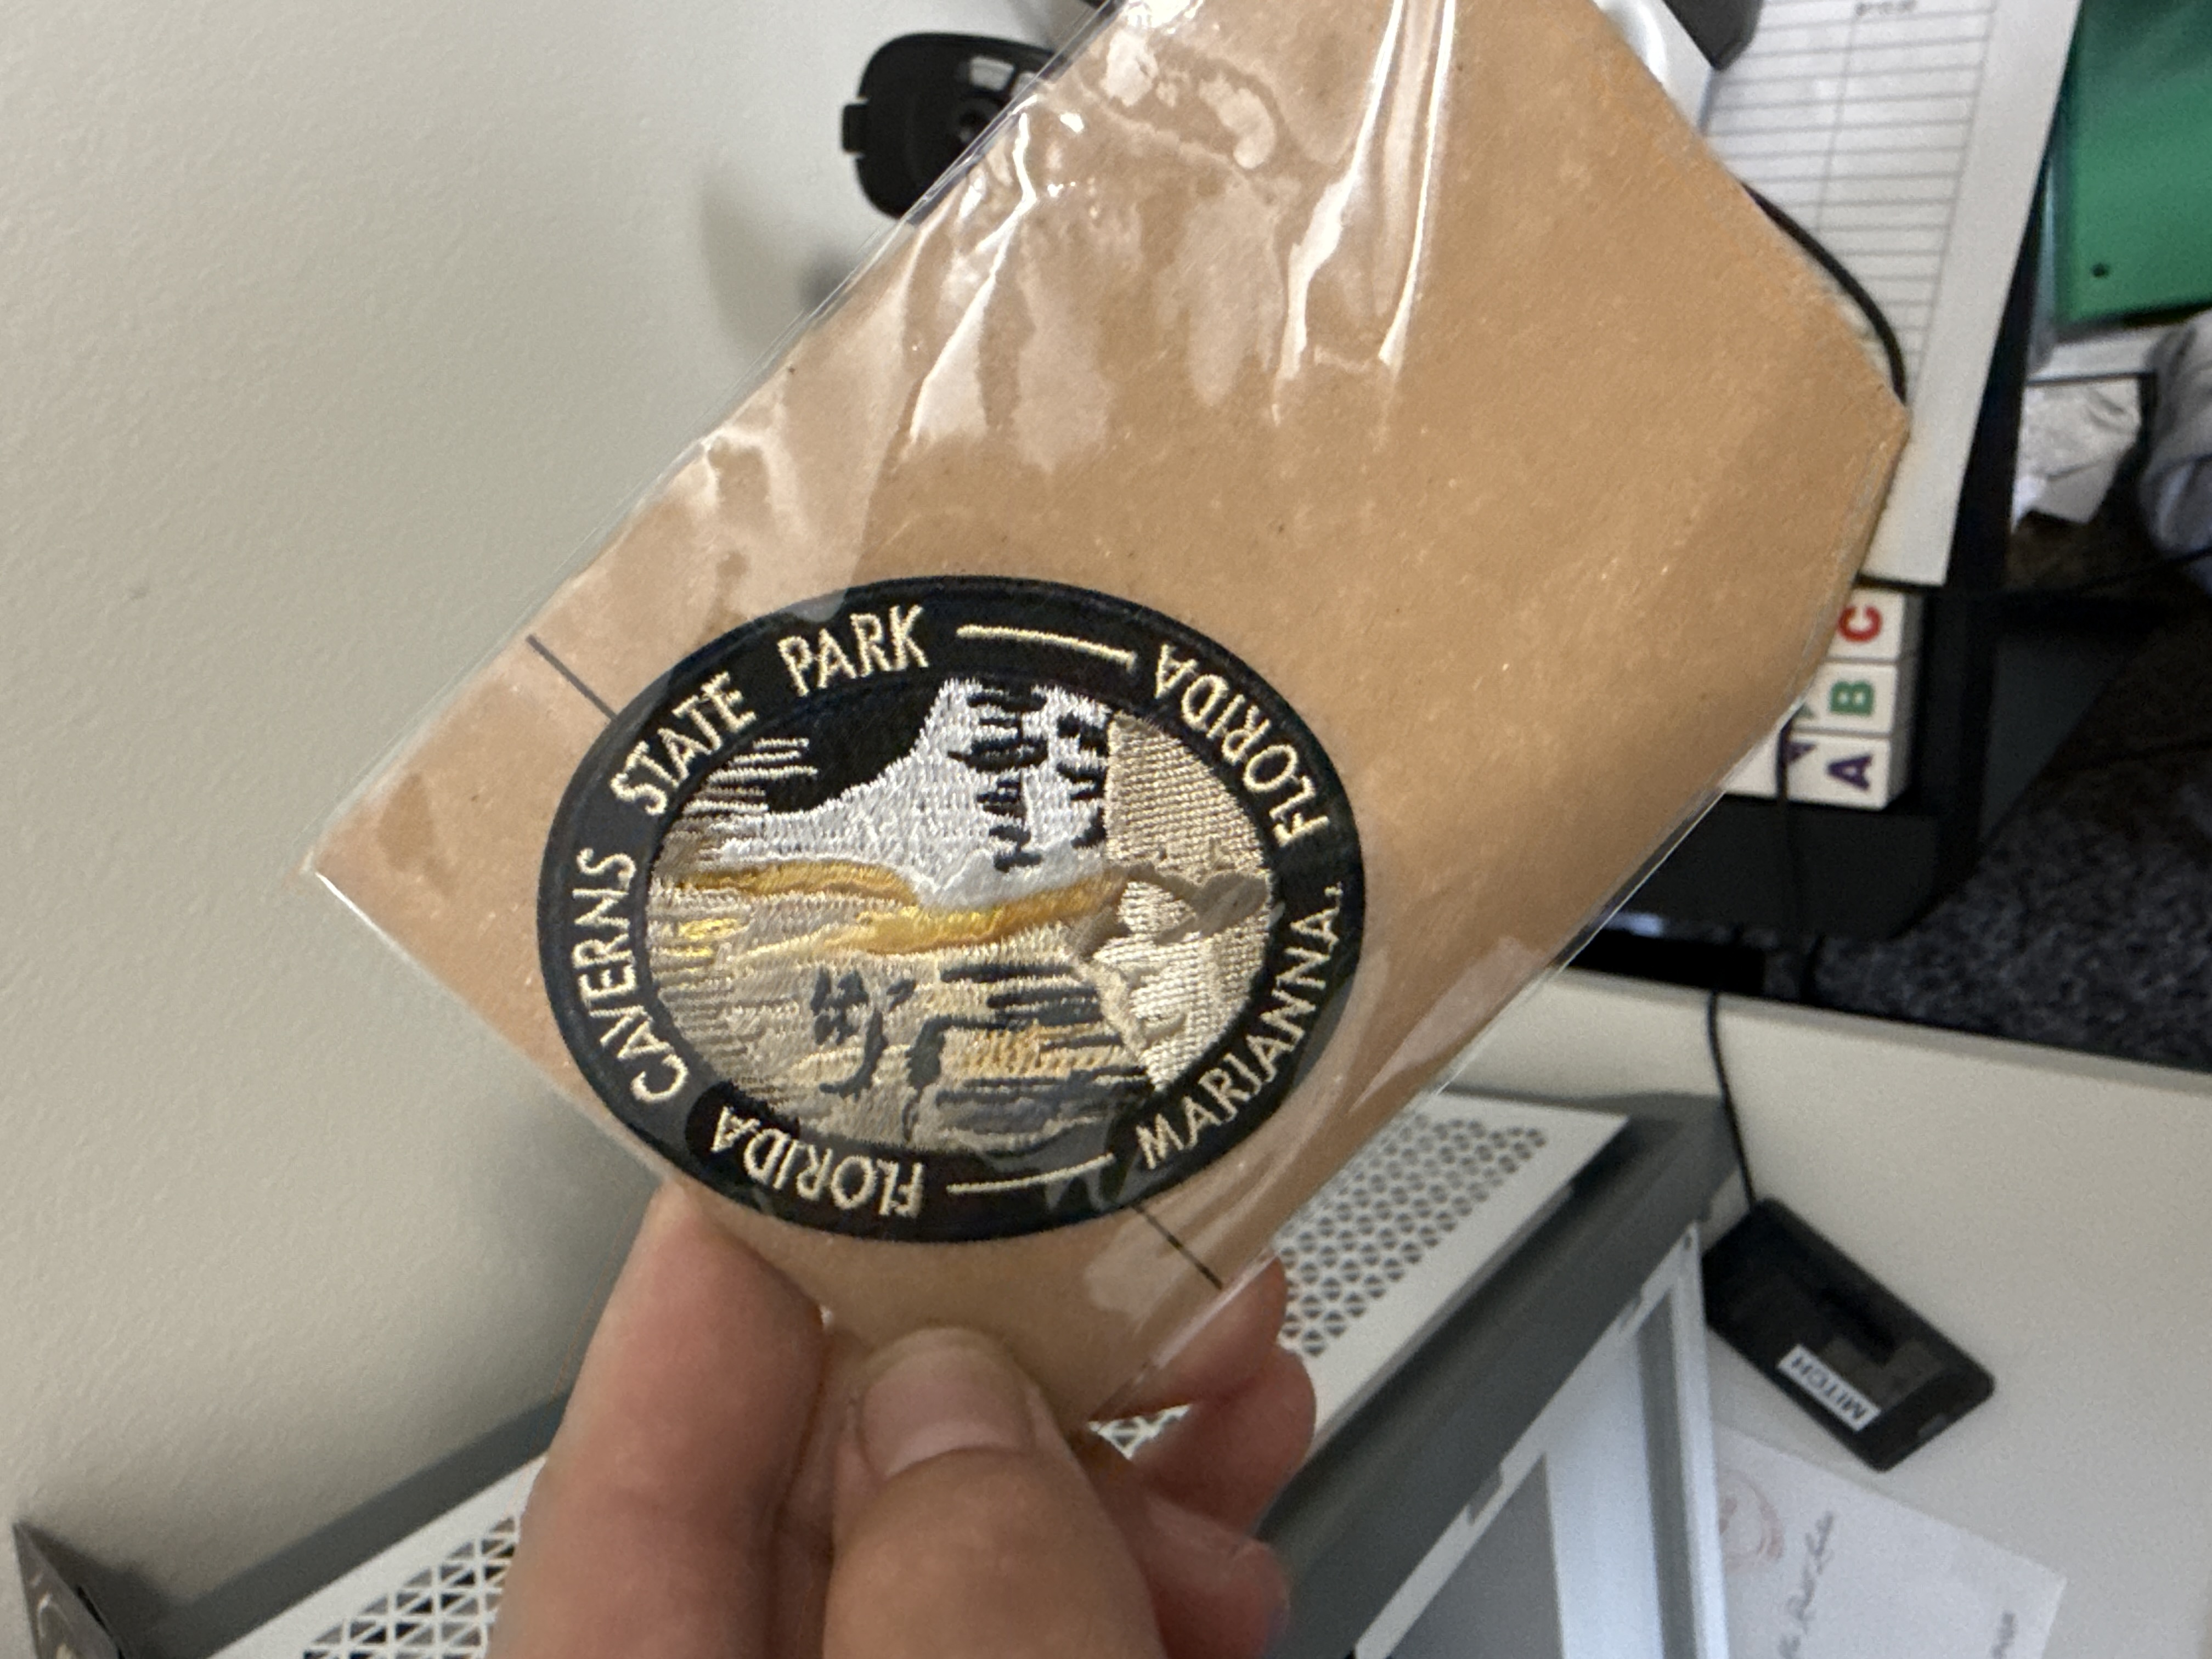 FLORIDA CAVERNS STATE PARK
MARIANNA, FLORIDA
A
B
C
MITCH